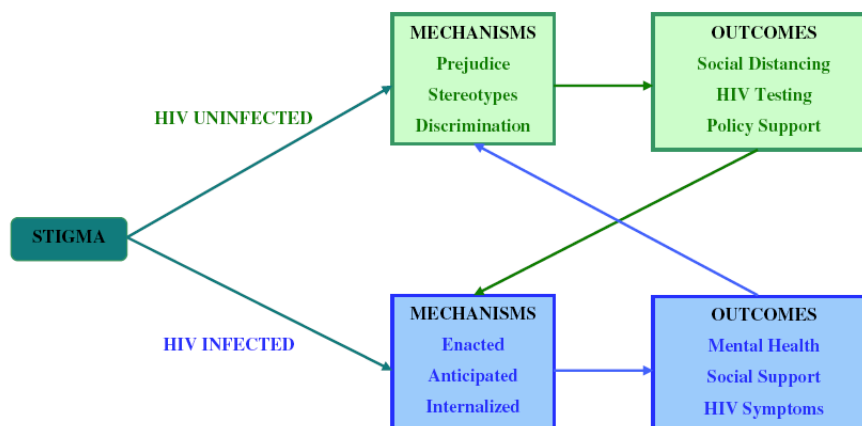 MECHANISMS
Prejudice
Stereotypes
Discrimination
OUTCOMES
Social Distancing
HIV Testing
Policy Support
HIV UNINFECTED
STIGMA
HIV INFECTED
MECHANISMS
Enacted
Anticipated
Internalized
OUTCOMES
Mental Health
Social Support
HIV Symptoms